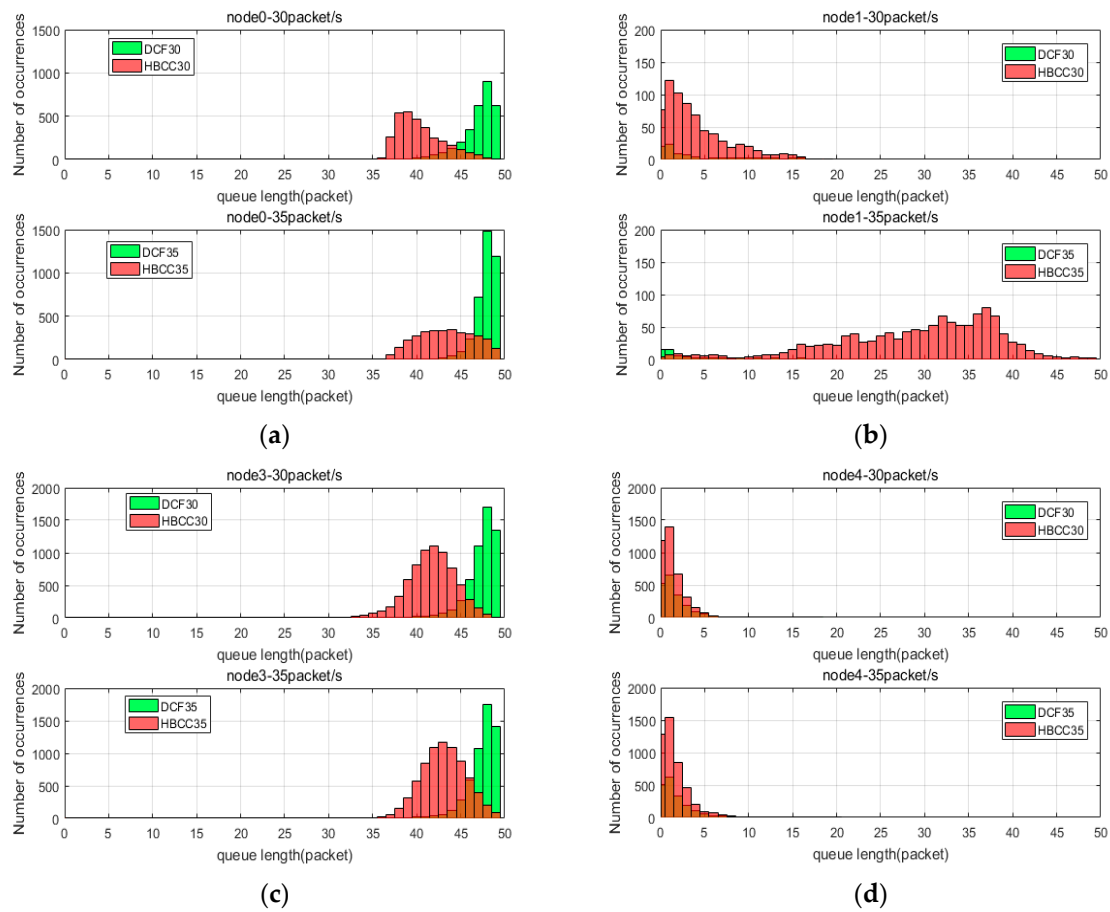 node0-30packet/s
Number of occurrences
1500
1000
500
0
DCF30
HBCC30
0 5 10 15 20 25 30 35 40 45 50
queue length(packet)
node1-30packet/s
Number of occurrences
200
150
100
50
0
DCF30
HBCC30
0 5 10 15 20 25 30 35 40 45 50
queue length(packet)
node0-35packet/s
Number of occurrences
1500
1000
500
0
DCF35
HBCC35
0 5 10 15 20 25 30 35 40 45 50
queue length(packet)
(a)
node1-35packet/s
Number of occurrences
200
150
100
50
0
DCF35
HBCC35
0 5 10 15 20 25 30 35 40 45 50
queue length(packet)
(b)
node3-30packet/s
Number of occurrences
2000
1500
1000
500
0
DCF30
HBCC30
0 5 10 15 20 25 30 35 40 45 50
queue length(packet)
node4-30packet/s
Number of occurrences
2000
1500
1000
500
0
DCF30
HBCC30
0 5 10 15 20 25 30 35 40 45 50
queue length(packet)
node3-35packet/s
Number of occurrences
2000
1500
1000
500
0
DCF35
HBCC35
0 5 10 15 20 25 30 35 40 45 50
queue length(packet)
(c)
node4-35packet/s
Number of occurrences
2000
1500
1000
500
0
DCF35
HBCC35
0 5 10 15 20 25 30 35 40 45 50
queue length(packet)
(d)